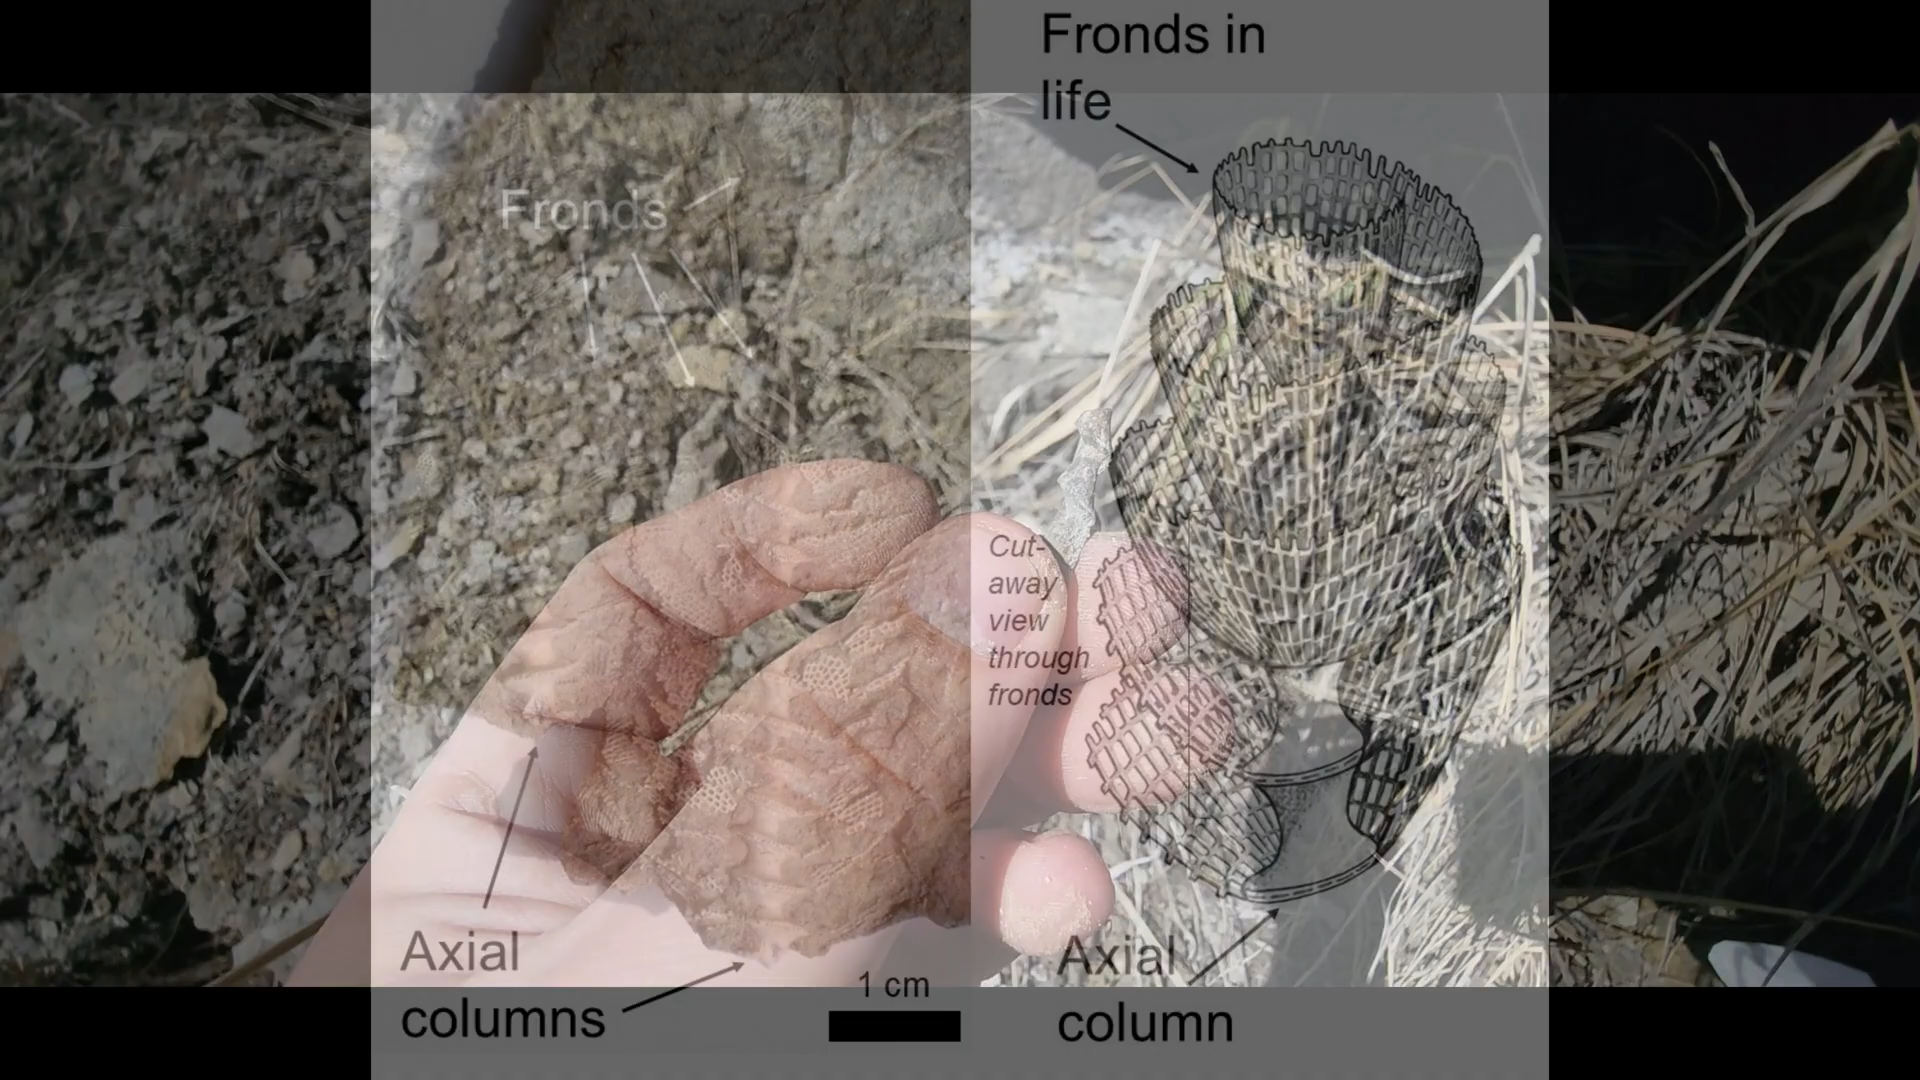 Fronds in
life
Fronds
Cut-
away
view
through
fronds
Axial
columns
1 cm
Axial
column